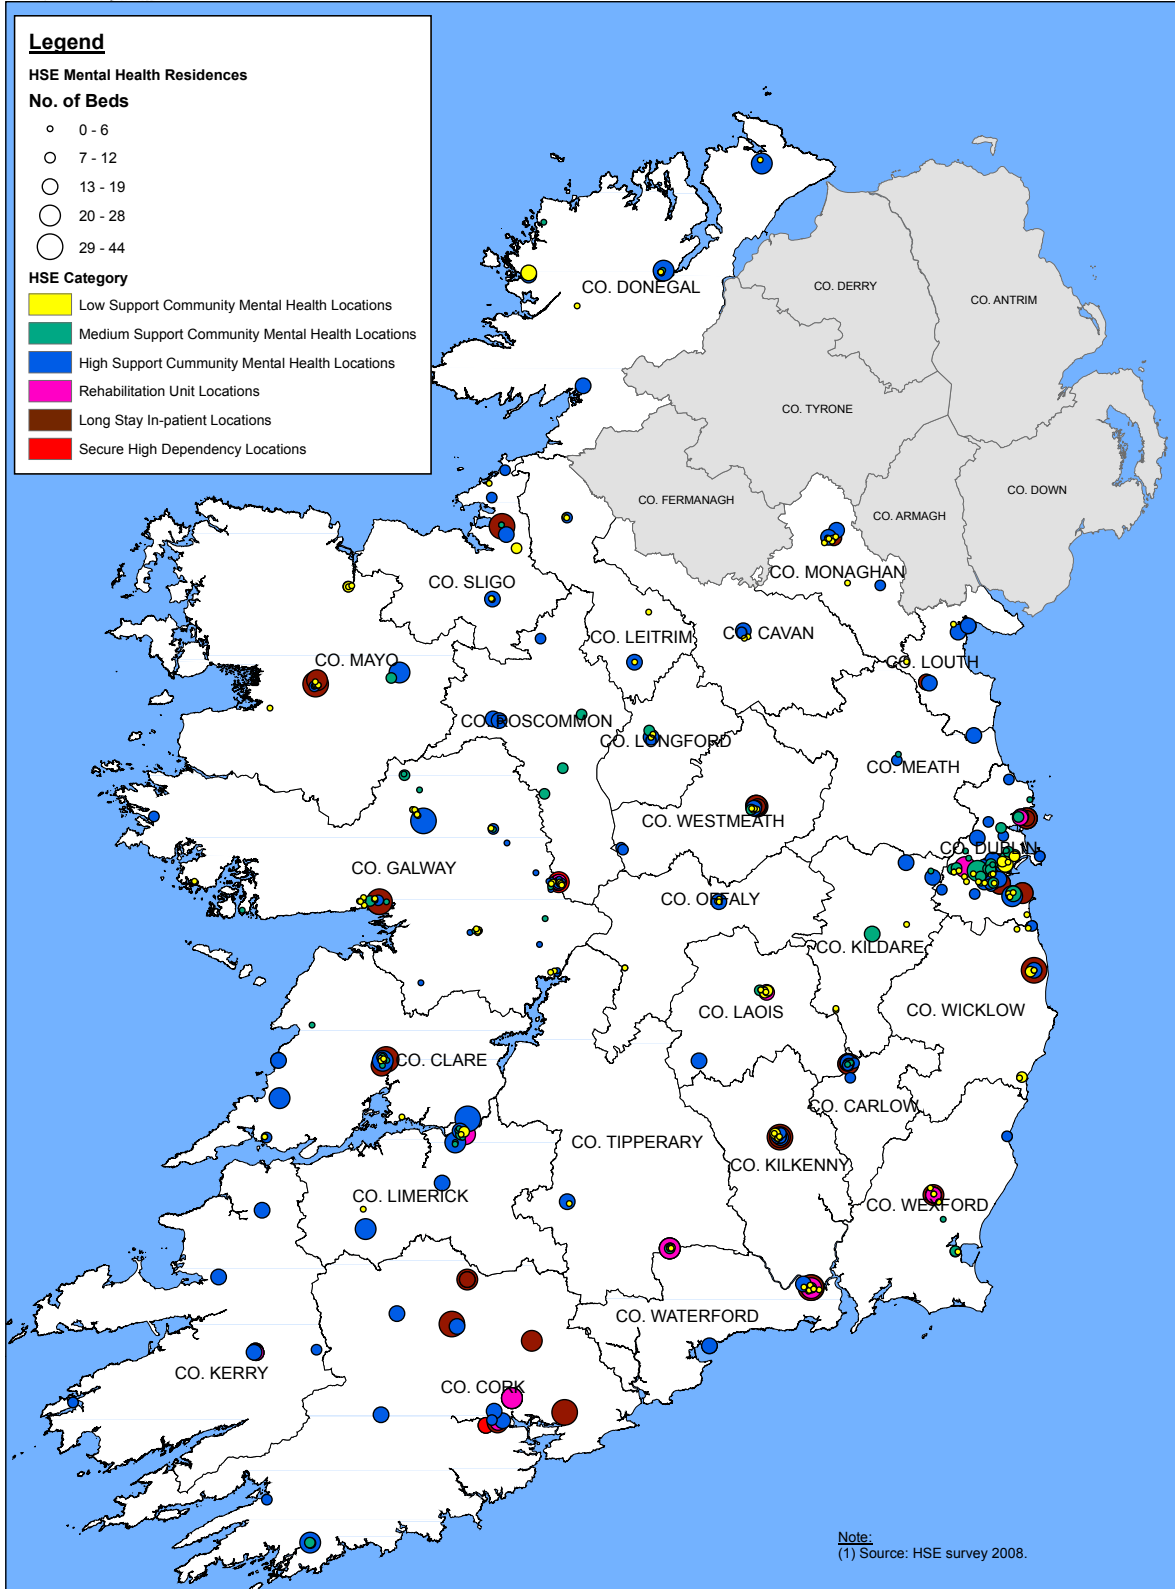 Legend
HSE Mental Health Residences
No. of Beds
0 - 6
7 - 12
13 - 19
20 - 28
29 - 44
HSE Category
Low Support Community Mental Health Locations
Medium Support Community Mental Health Locations
High Support Cummunity Mental Health Locations
Rehabilitation Unit Locations
Long Stay In-patient Locations
Secure High Dependency Locations
CO. DONEGAL
CO. DERRY
CO. ANTRIM
CO. TYRONE
CO. FERMANAGH
CO. ARMAGH
CO. DOWN
CO. MONAGHAN
CO. SLIGO
CO. LEITRIM
CO. CAVAN
CO. LOUTH
CO. MAYO
CO. ROSCOMMON
CO. LONGFORD
CO. MEATH
CO. WESTMEATH
CO. DUBLIN
CO. GALWAY
CO. OFFALY
CO. KILDARE
CO. LAOIS
CO. WICKLOW
CO. CLARE
CO. CARLOW
CO. TIPPERARY
CO. KILKENNY
CO. LIMERICK
CO. WEXFORD
CO. WATERFORD
CO. KERRY
CO. CORK
Note:
(1) Source: HSE survey 2008.